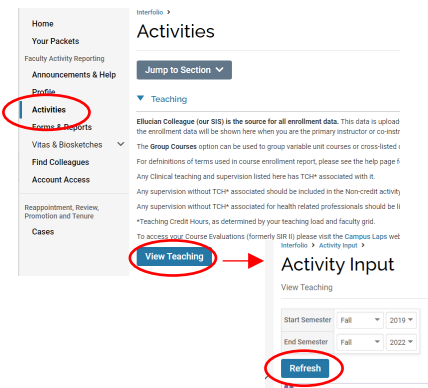 Home
Your Packets
Faculty Activity Reporting
Announcements & Help
Profile
Activities
Forms & Reports
Vitas & Biosketches
Find Colleagues
Account Access
Reappointment, Review,
Promotion and Tenure
Cases
Interfolio >
Activities
Jump to Section
Teaching
Ellucian Colleague (our SIS) is the source for all enrollment data. This data is upload
the enrollment data will be shown here when you are the primary instructor or co-instr
The Group Courses option can be used to group variable unit courses or cross-listed
For defninitions of terms used in course enrollment report, please see the help page f
Any Clinical teaching and supervision listed here has TCH* associated with it.
Any supervision without TCH* associated should be included in the Non-credit activity
Any supervision without TCH* associated for health related professionals should be li
*Teaching Credit Hours, as determined by your teaching load and faculty grid.
To access your Course Evaluations (formerly SIR II) please visit the Campus Laps web
View Teaching
Interfolio > Activity Input >
Activity Input
View Teaching
Start Semester Fall 2019
End Semester Fall 2022
Refresh